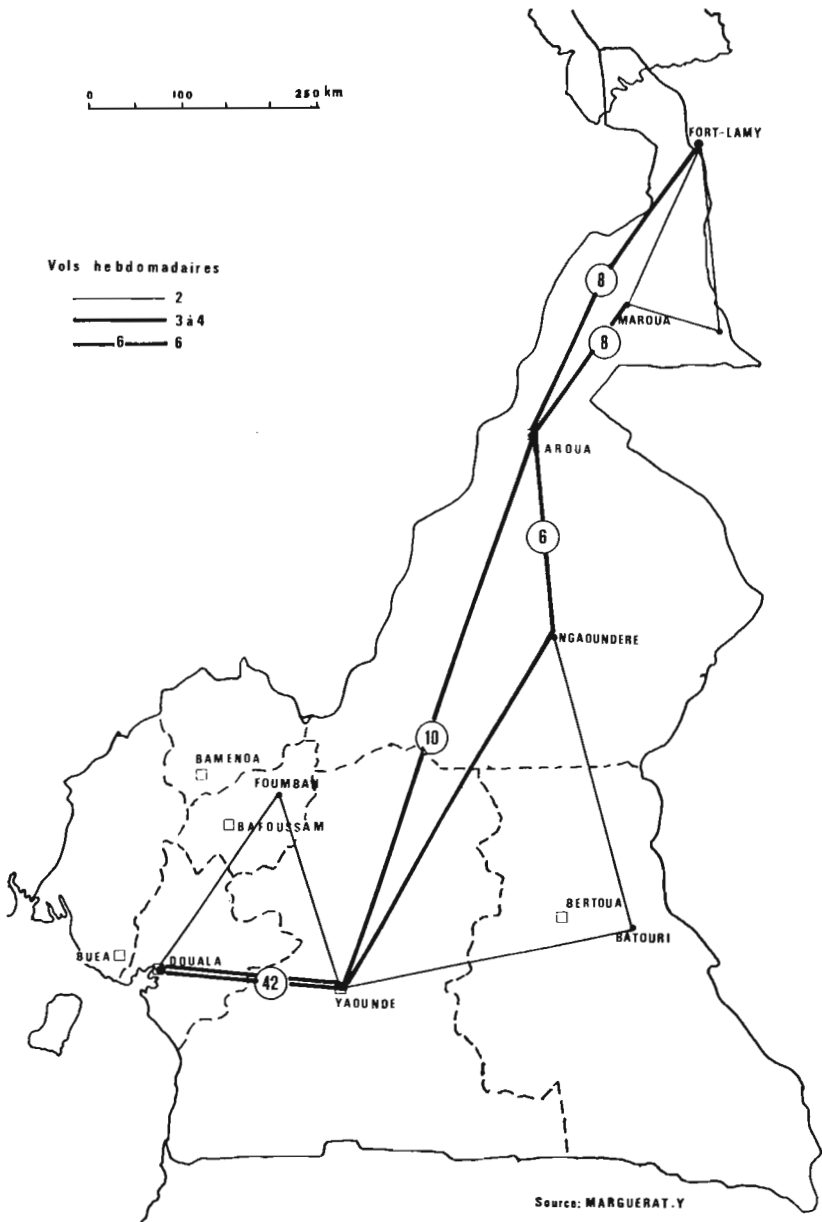 0 100 250 km
FORT-LAMY
Vols hebdomadaires
2
3 à 4
6 6
8
MAROUA
8
AROUA
6
NGAOUNDERE
10
BAMENOA
FOUMBAN
BAFOUSSAM
BERTOUA
BATOURI
BUEA
DOUALA
42
YAOUNDE
Source: MARGUERAT.Y